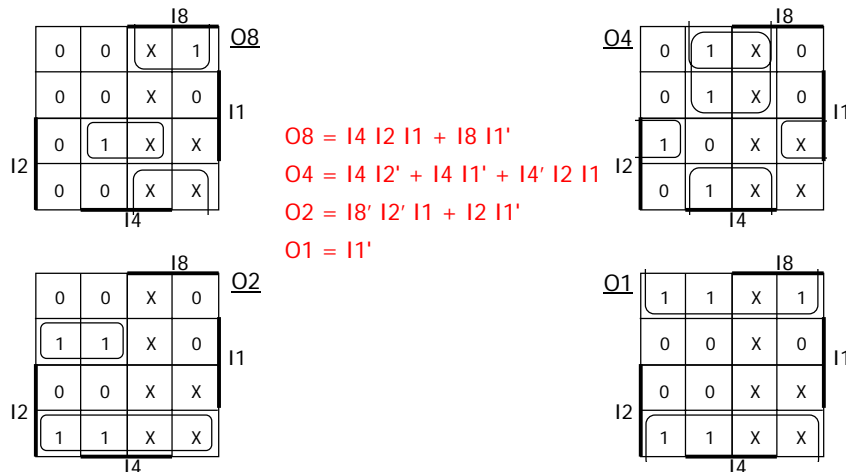 I8
O8
0 0 X 1
0 0 X 0
I1
0 1 X X
I2
0 0 X X
I4
O8 = I4 I2 I1 + I8 I1'
O4 = I4 I2' + I4 I1' + I4' I2 I1
O2 = I8' I2' I1 + I2 I1'
O1 = I1'
I8
O4
0 1 X 0
0 1 X 0
I1
1 0 X X
I2
0 1 X X
I4
I8
O2
0 0 X 0
1 1 X 0
I1
0 0 X X
I2
1 1 X X
I4
I8
O1
1 1 X 1
0 0 X 0
I1
0 0 X X
I2
1 1 X X
I4